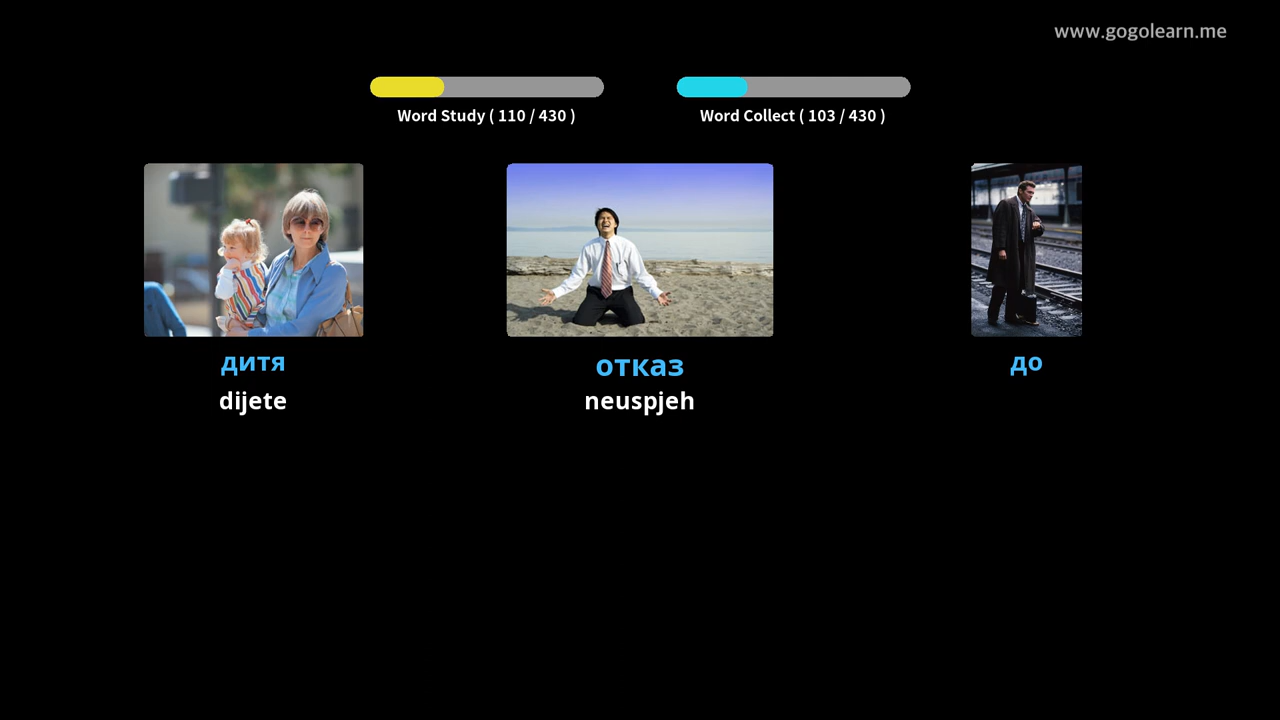 www.gogolearn.me
Word Study ( 110 / 430 )
Word Collect ( 103 / 430 )
дитя
dijete
отказ
neuspjeh
до